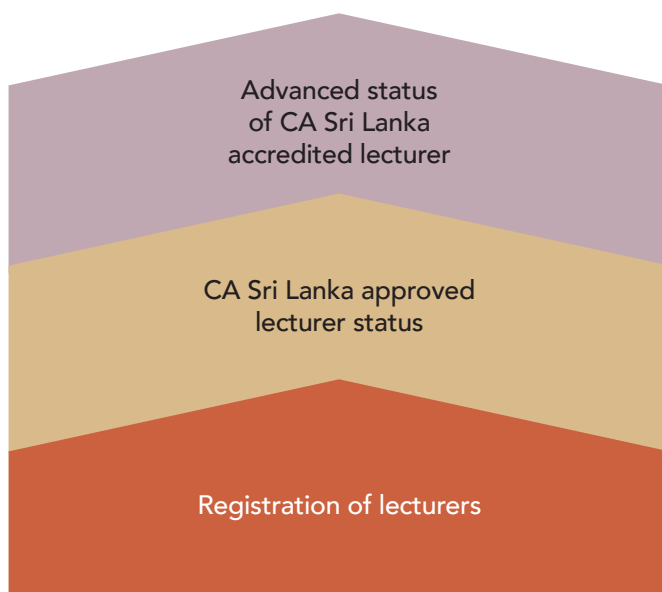 Advanced status
of CA Sri Lanka
accredited lecturer
CA Sri Lanka approved
lecturer status
Registration of lecturers